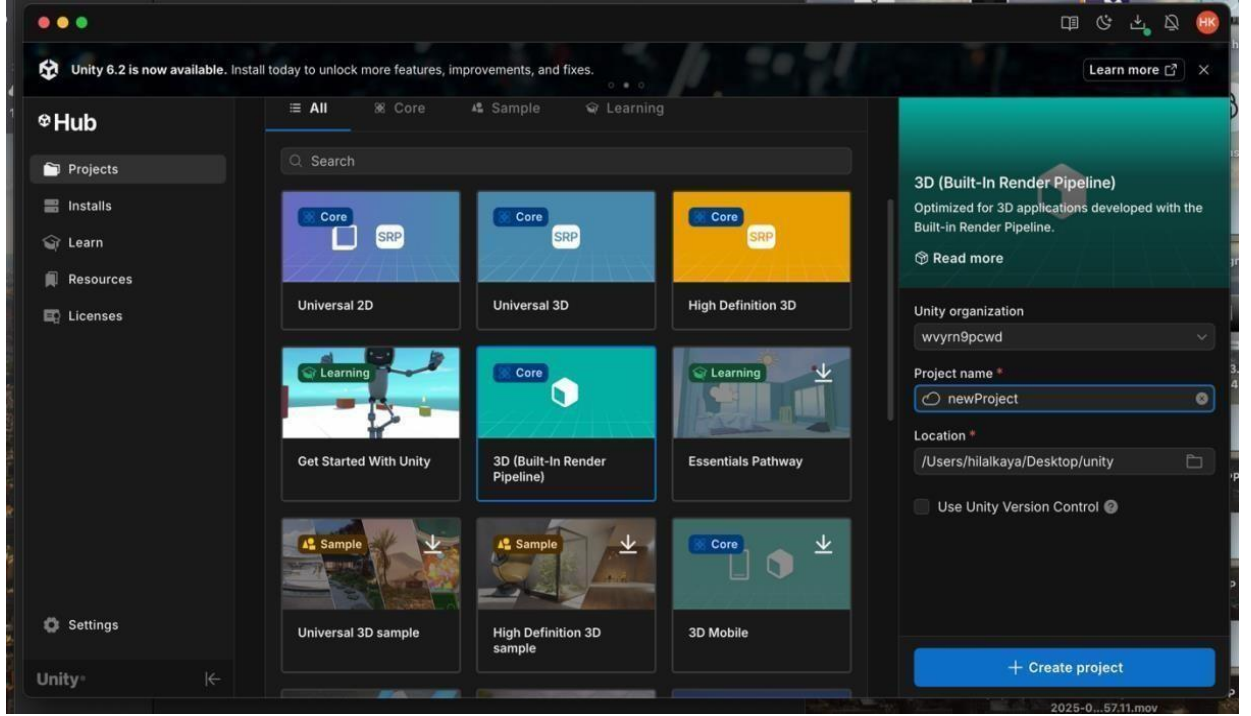 HK
Unity 6.2 is now available. Install today to unlock more features, improvements, and fixes.
Learn more
Hub
Projects
Installs
Learn
Resources
Licenses
Settings
Unity
All
Core
Sample
Learning
Search
Core
SRP
Universal 2D
Core
SRP
Universal 3D
Core
SRP
High Definition 3D
Learning
Get Started With Unity
Core
3D (Built-In Render
Pipeline)
Learning
Essentials Pathway
Sample
Universal 3D sample
Sample
High Definition 3D
sample
Core
3D Mobile
3D (Built-In Render Pipeline)
Optimized for 3D applications developed with the
Built-in Render Pipeline.
Read more
Unity organization
wvyrn9pcwd
Project name *
newProject
Location *
/Users/hilalkaya/Desktop/unity
Use Unity Version Control
+ Create project
2025-0...57.11.mov